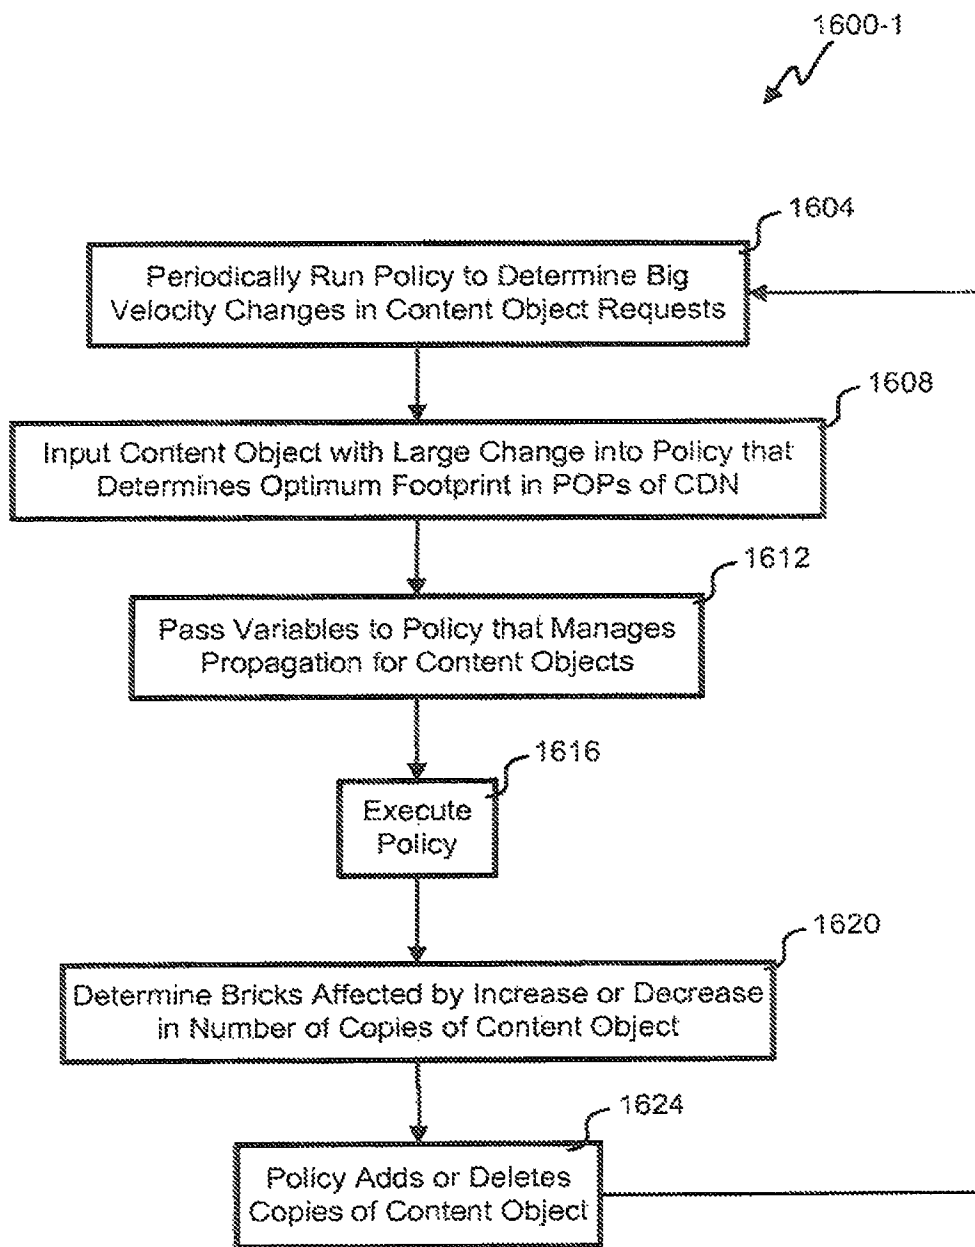 1600-1
1604
Periodically Run Policy to Determine Big
Velocity Changes in Content Object Requests
1608
Input Content Object with Large Change into Policy that
Determines Optimum Footprint in POPs of CDN
1612
Pass Variables to Policy that Manages
Propagation for Content Objects
1616
Execute
Policy
1620
Determine Bricks Affected by Increase or Decrease
in Number of Copies of Content Object
1624
Policy Adds or Deletes
Copies of Content Object